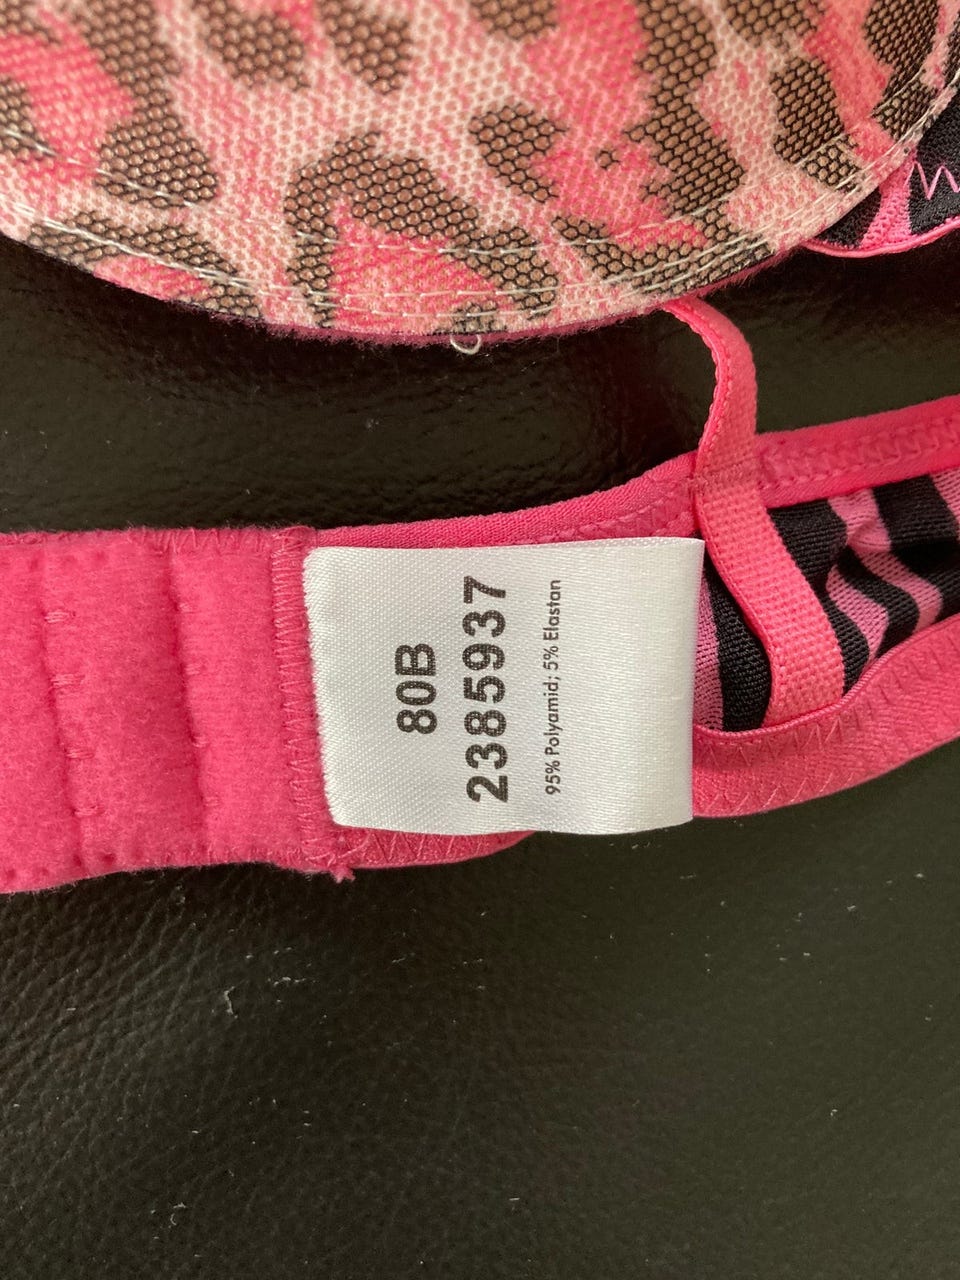 80B
2385937
95% Polyamid; 5% Elastan